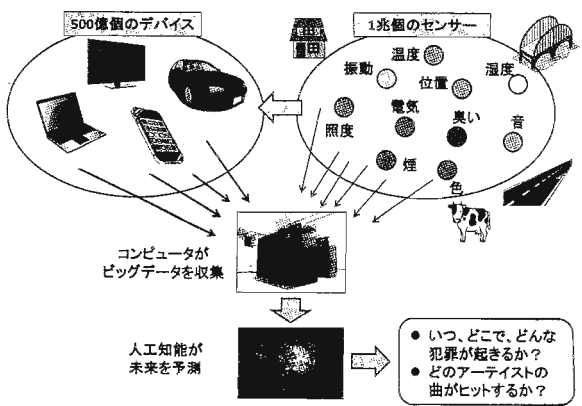 500億個のデバイス
1兆個のセンサー
温度
振動
位置
湿度
電気
臭い
照度
音
煙
色
コンピュータが
ビッグデータを収集
人工知能が
未来を予測
● いつ、どこで、どんな
犯罪が起きるか？
● どのアーティストの
曲がヒットするか？